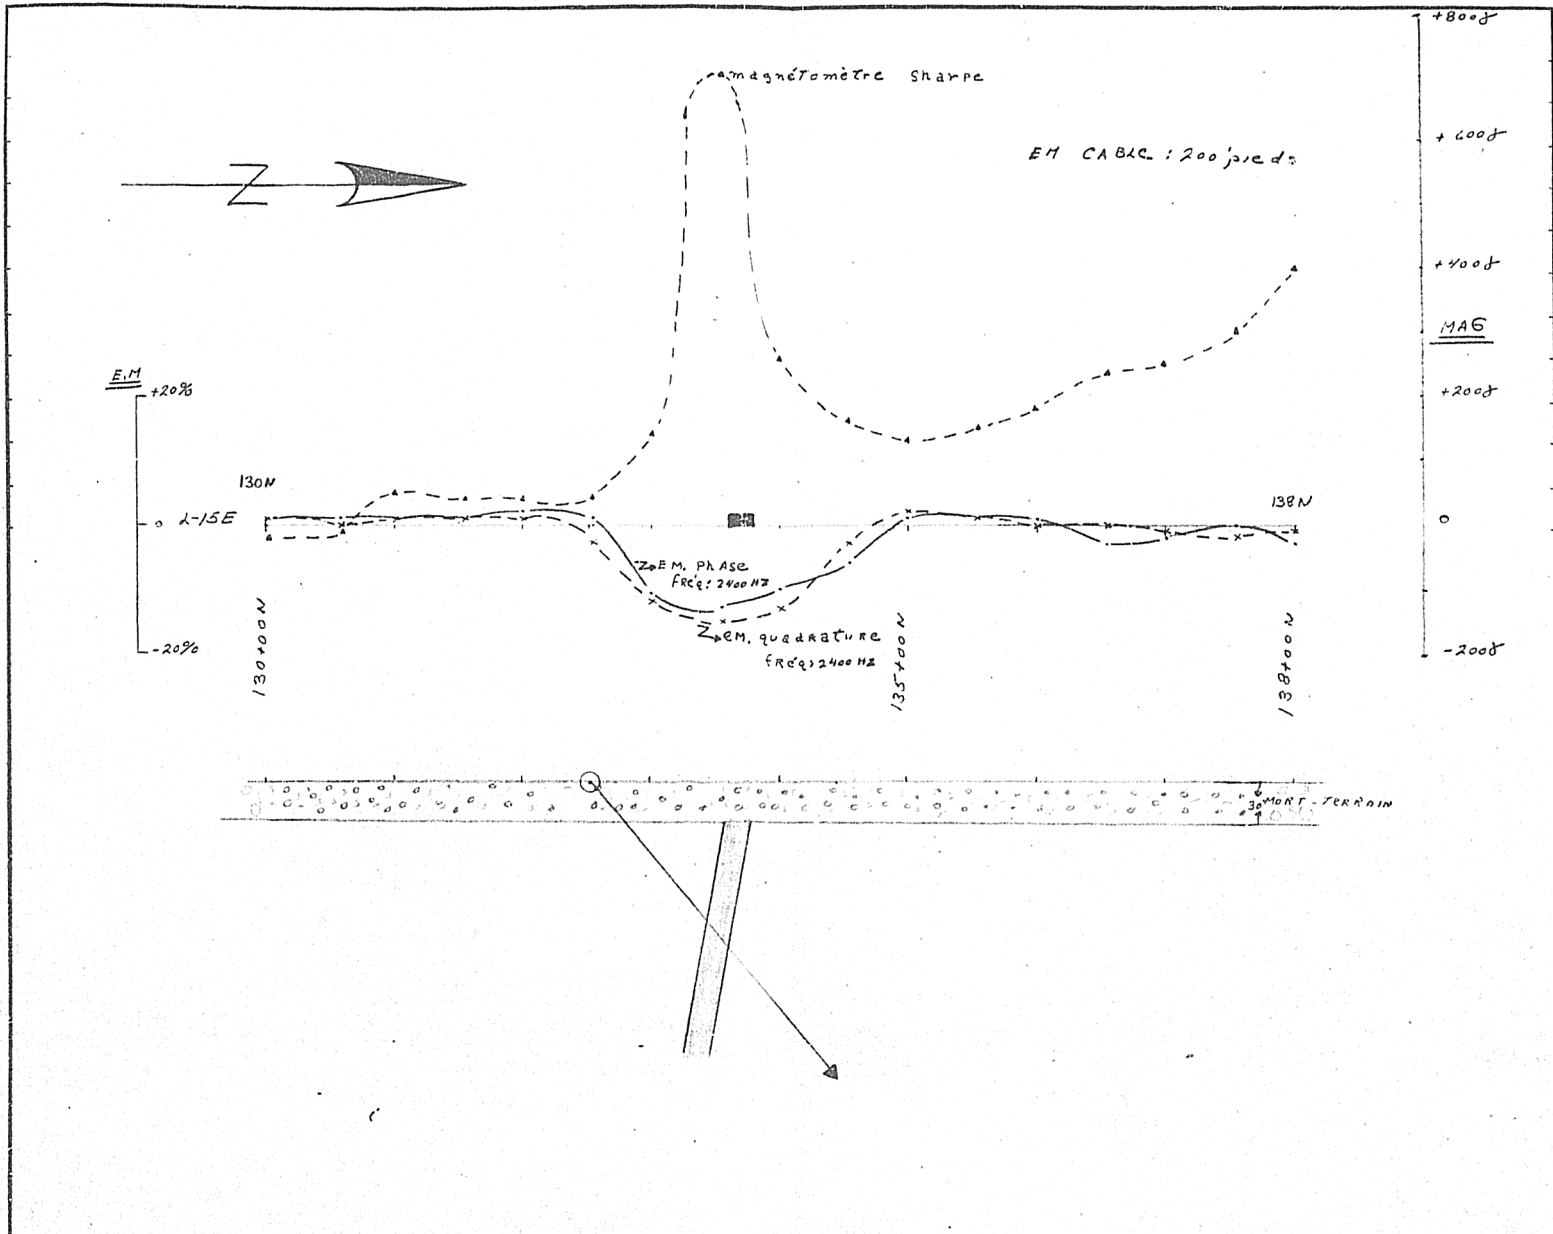 +800γ
magnétomètre Sharpe
+600γ
EM CABLE : 200 pieds
N
+400γ
MAG
E.M
+20%
+200γ
130N
138N
0 L-15E
0
EM. PhAse
FRéq: 2400 HZ
EM. quadrature
FRéq: 2400 HZ
-20%
-200γ
130+00N
135+00N
138+00N
30' MORT-TERRAIN